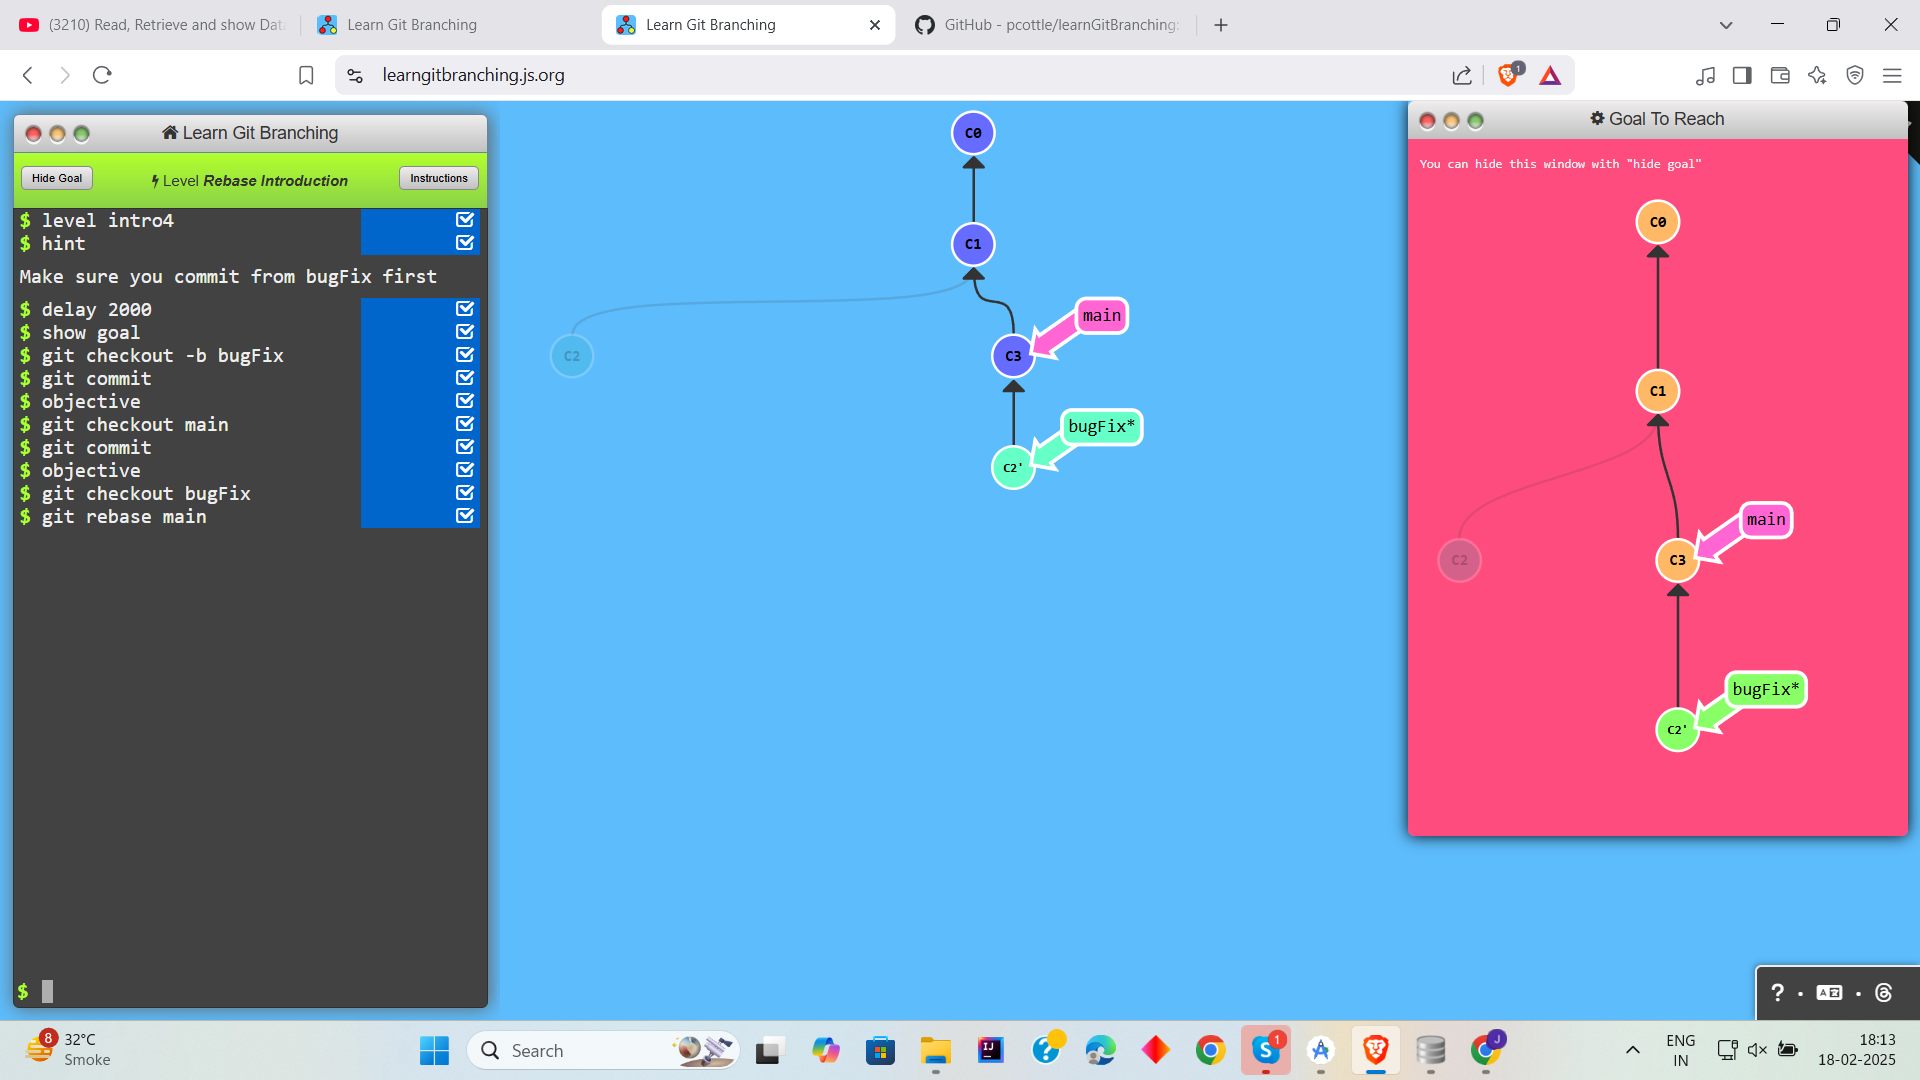 (3210) Read, Retrieve and show Dat
Learn Git Branching
Learn Git Branching
GitHub - pcottle/learnGitBranching:
learngitbranching.js.org
1
Learn Git Branching
Hide Goal
Level Rebase Introduction
Instructions
$ level intro4
$ hint
Make sure you commit from bugFix first
$ delay 2000
$ show goal
$ git checkout -b bugFix
$ git commit
$ objective
$ git checkout main
$ git commit
$ objective
$ git checkout bugFix
$ git rebase main
$
C0
C1
main
C2
C3
bugFix*
C2'
Goal To Reach
You can hide this window with "hide goal"
C0
C1
main
C2
C3
bugFix*
C2'
?
8
32°C
Smoke
Search
IJ
1
J
ENG
IN
18:13
18-02-2025